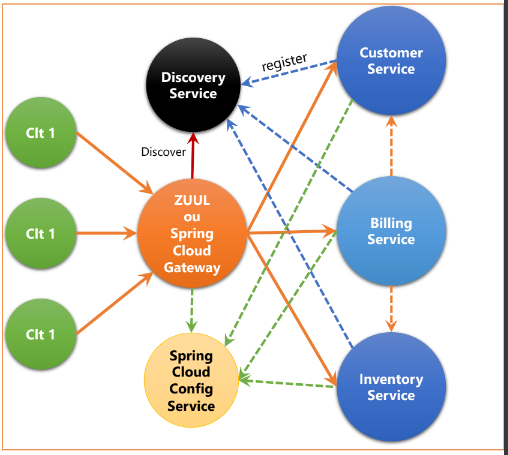 Customer
Service
register
Discovery
Service
Clt 1
Discover
ZUUL
ou
Spring
Cloud
Gateway
Clt 1
Billing
Service
Clt 1
Spring
Cloud
Config
Service
Inventory
Service